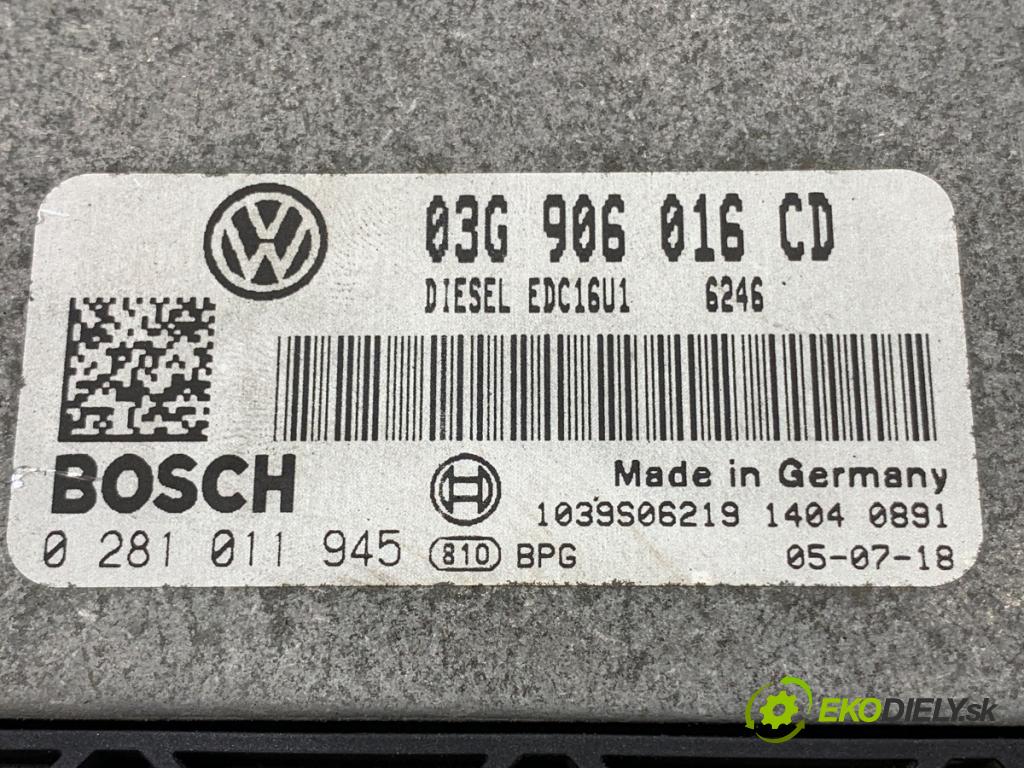 03G 906 016 CD
DIESEL EDC16U1 6246
BOSCH
Made in Germany
1039S06219 1404 0891
0 281 011 945 810 BPG 05-07-18
EKODIELY.sk